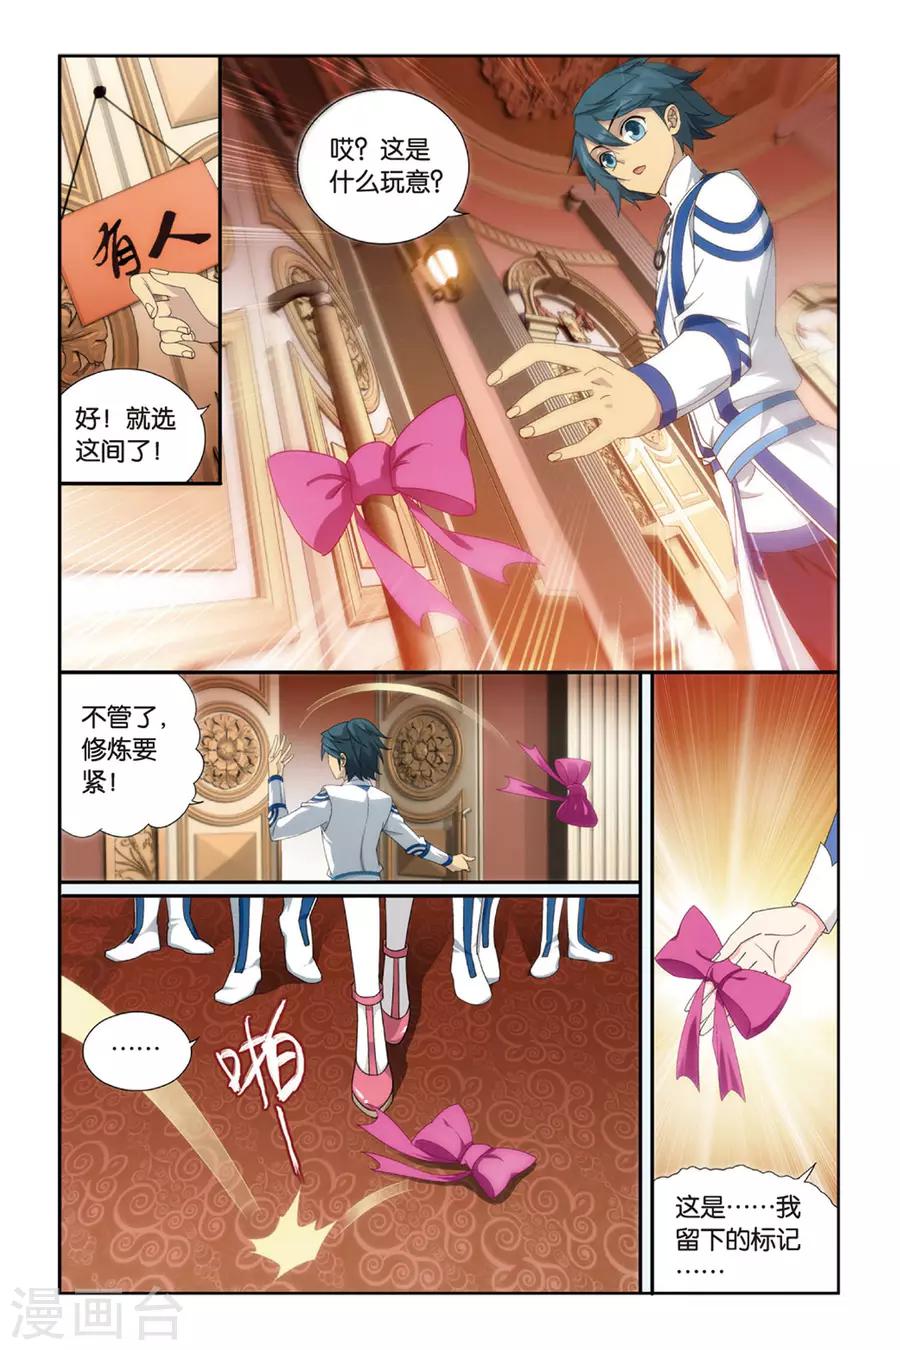 有人
好！就选
这间了！
哎？这是
什么玩意？
不管了，
修炼要
紧！
……
啪
这是……我
留下的标记
……
漫画台